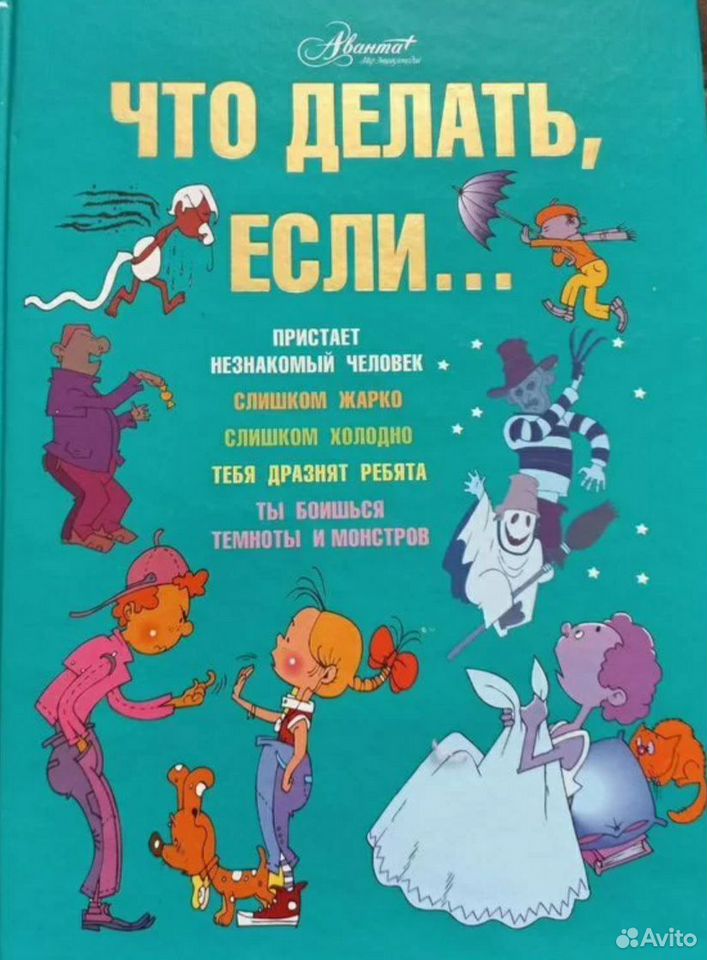 Аванта+
ЧТО ДЕЛАТЬ,
ЕСЛИ...
ПРИСТАЕТ
НЕЗНАКОМЫЙ ЧЕЛОВЕК
СЛИШКОМ ЖАРКО
СЛИШКОМ ХОЛОДНО
ТЕБЯ ДРАЗНЯТ РЕБЯТА
ТЫ БОИШЬСЯ
ТЕМНОТЫ И МОНСТРОВ
Avito